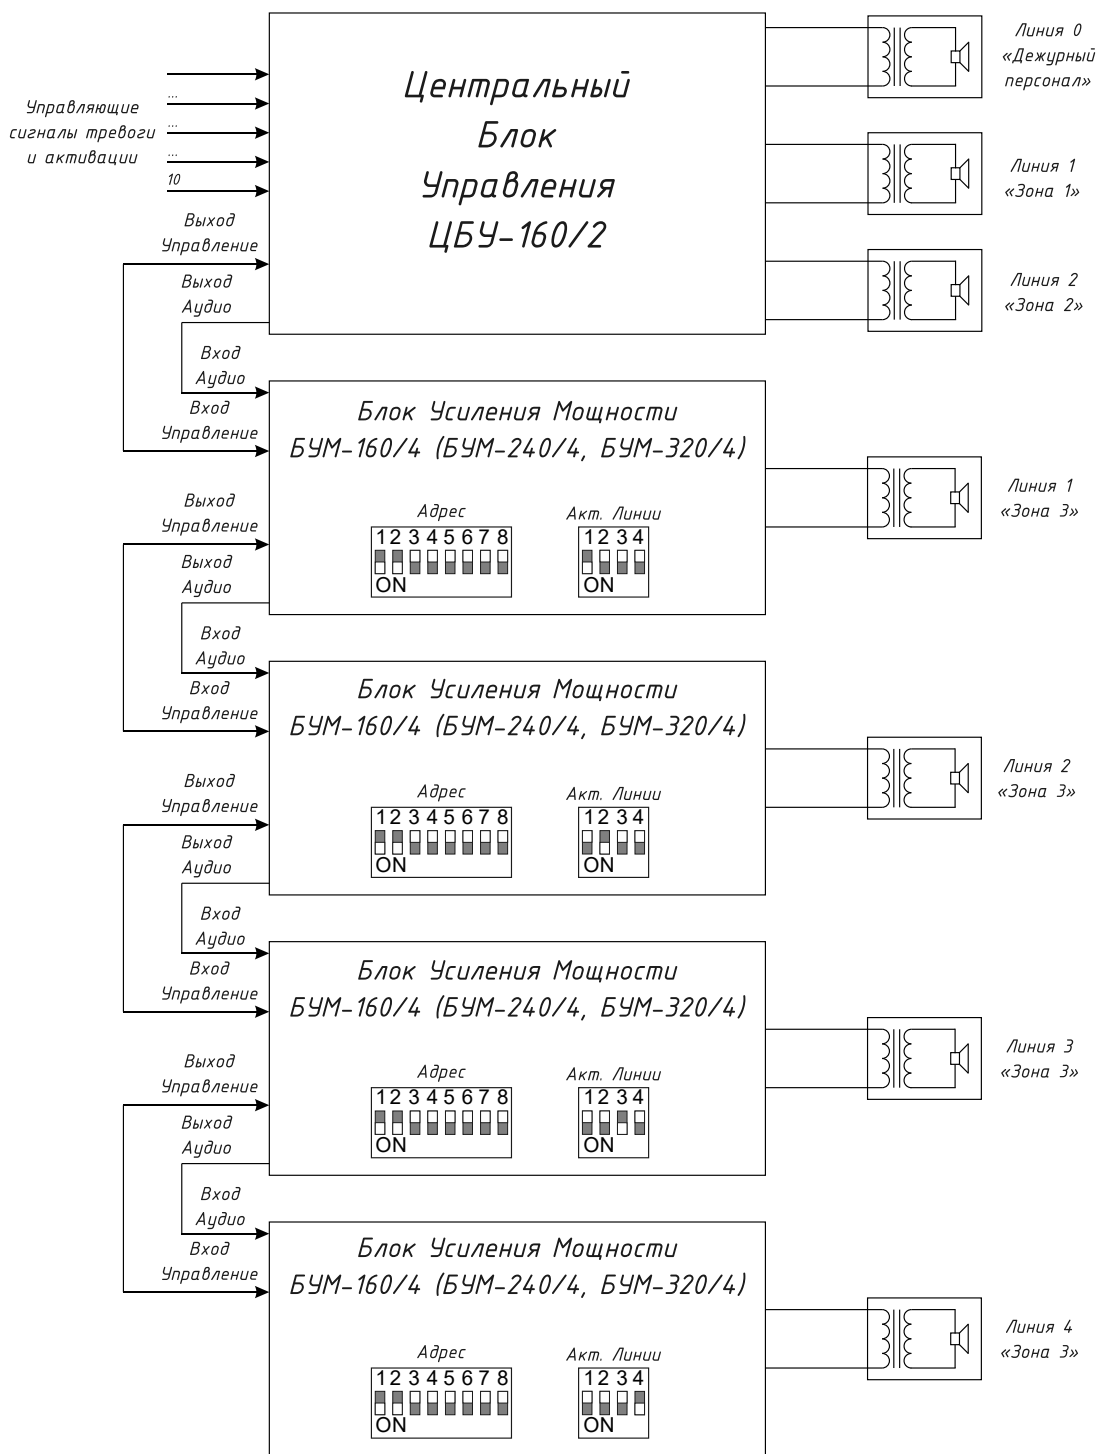 Центральный
Блок
Управления
ЦБУ-160/2
Управляющие
сигналы тревоги
и активации
...
...
...
10
Выход
Управление
Выход
Аудио
Линия 0
«Дежурный
персонал»
Линия 1
«Зона 1»
Линия 2
«Зона 2»
Вход
Аудио
Вход
Управление
Блок Усиления Мощности
БУМ-160/4 (БУМ-240/4, БУМ-320/4)
Адрес
1 2 3 4 5 6 7 8
ON
Акт. Линии
1 2 3 4
ON
Линия 1
«Зона 3»
Выход
Управление
Выход
Аудио
Вход
Аудио
Вход
Управление
Блок Усиления Мощности
БУМ-160/4 (БУМ-240/4, БУМ-320/4)
Адрес
1 2 3 4 5 6 7 8
ON
Акт. Линии
1 2 3 4
ON
Линия 2
«Зона 3»
Выход
Управление
Выход
Аудио
Вход
Аудио
Вход
Управление
Блок Усиления Мощности
БУМ-160/4 (БУМ-240/4, БУМ-320/4)
Адрес
1 2 3 4 5 6 7 8
ON
Акт. Линии
1 2 3 4
ON
Линия 3
«Зона 3»
Выход
Управление
Выход
Аудио
Вход
Аудио
Вход
Управление
Блок Усиления Мощности
БУМ-160/4 (БУМ-240/4, БУМ-320/4)
Адрес
1 2 3 4 5 6 7 8
ON
Акт. Линии
1 2 3 4
ON
Линия 4
«Зона 3»